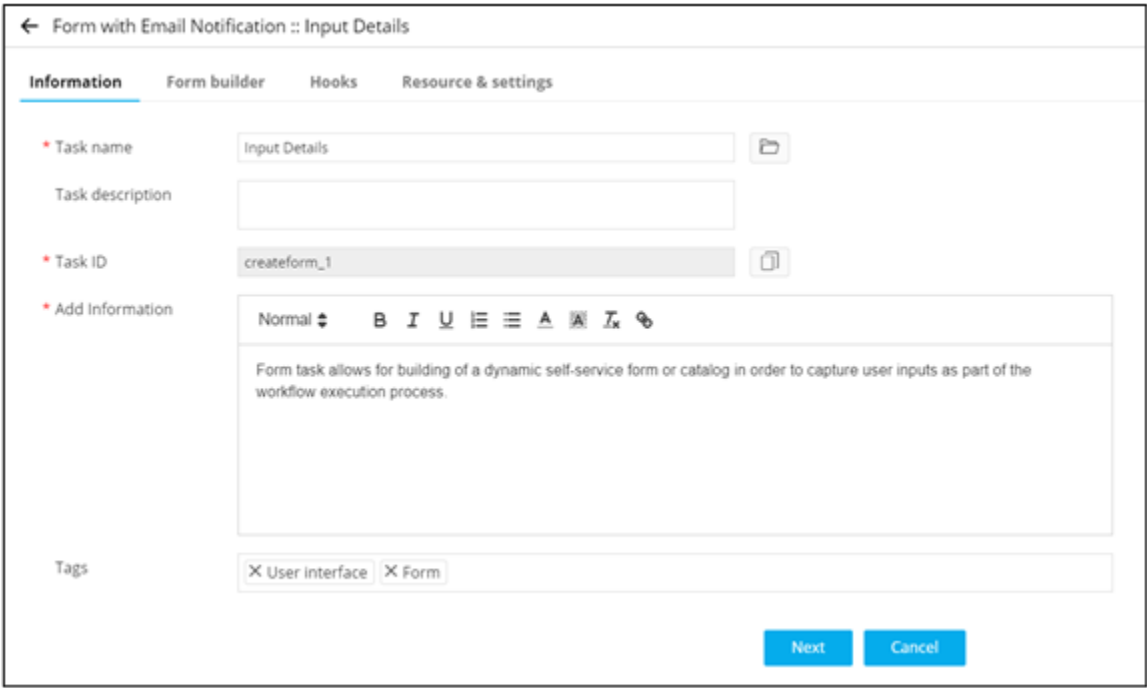 Form with Email Notification :: Input Details
Information Form builder Hooks Resource & settings
* Task name Input Details
Task description
* Task ID createform_1
* Add Information
Normal B I U A A Tx
Form task allows for building of a dynamic self-service form or catalog in order to capture user inputs as part of the
workflow execution process.
Tags User interface Form
Next Cancel